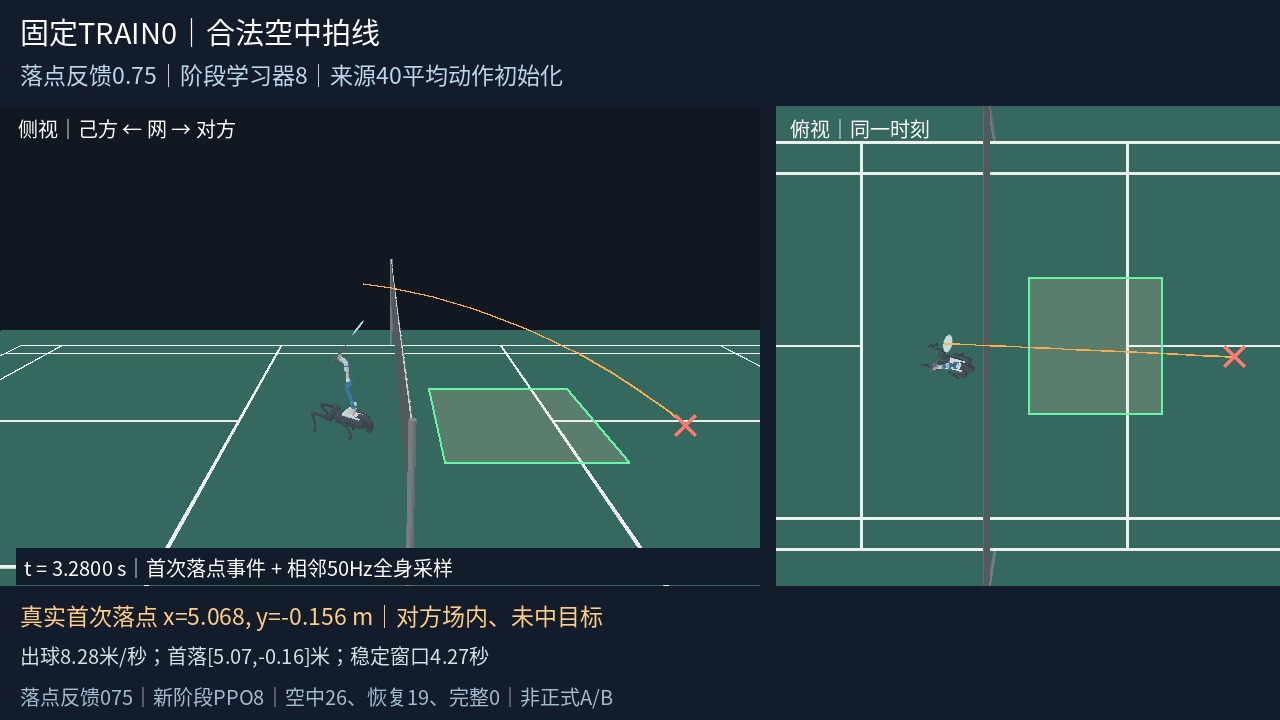 固定TRAIN0｜合法空中拍线
落点反馈0.75｜阶段学习器8｜来源40平均动作初始化
侧视｜己方 ← 网 → 对方
俯视｜同一时刻
t = 3.2800 s｜首次落点事件 + 相邻50Hz全身采样
真实首次落点 x=5.068, y=-0.156 m｜对方场内、未中目标
出球8.28米/秒；首落[5.07,-0.16]米；稳定窗口4.27秒
落点反馈075｜新阶段PPO8｜空中26、恢复19、完整0｜非正式A/B